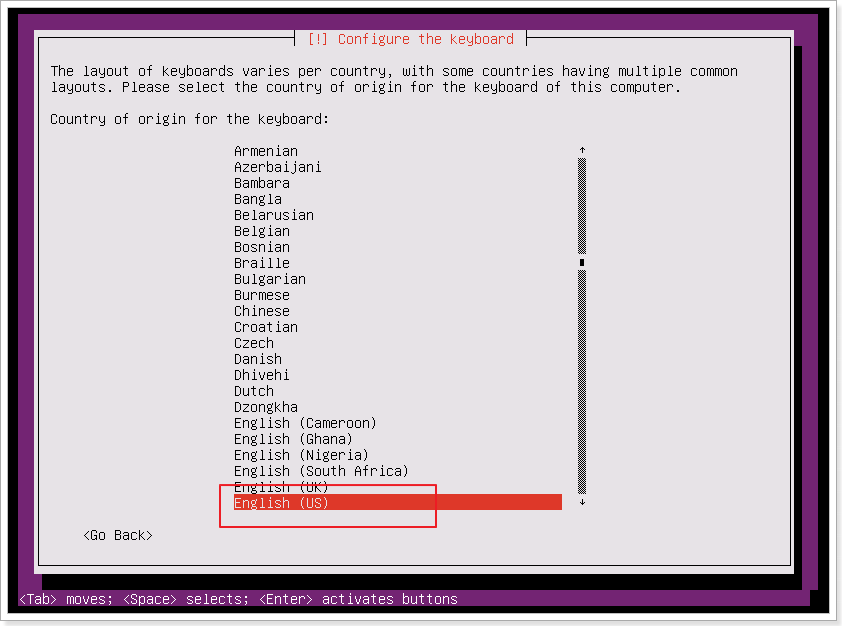 [!] Configure the keyboard
The layout of keyboards varies per country, with some countries having multiple common
layouts. Please select the country of origin for the keyboard of this computer.
Country of origin for the keyboard:
Armenian
Azerbaijani
Bambara
Bangla
Belarusian
Belgian
Bosnian
Braille
Bulgarian
Burmese
Chinese
Croatian
Czech
Danish
Dhivehi
Dutch
Dzongkha
English (Cameroon)
English (Ghana)
English (Nigeria)
English (South Africa)
English (UK)
English (US)
<Go Back>
<Tab> moves; <Space> selects; <Enter> activates buttons